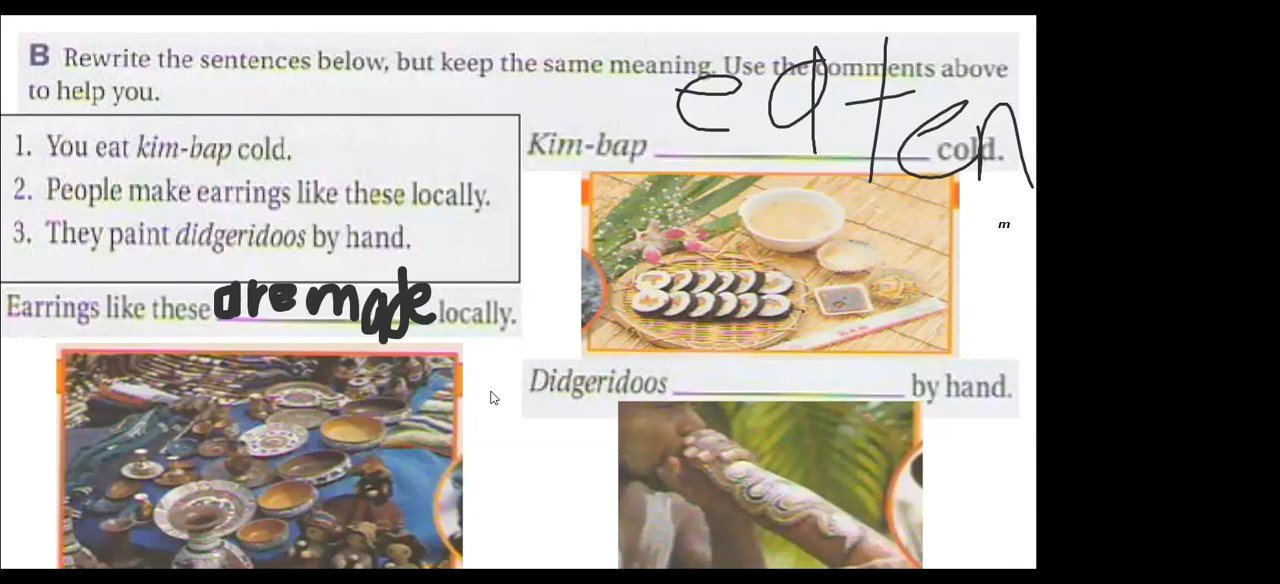 B Rewrite the sentences below, but keep the same meaning. Use the comments above
to help you.
1. You eat kim-bap cold.
2. People make earrings like these locally.
3. They paint didgeridoos by hand.
Kim-bap eaten cold.
m
Earrings like these are made locally.
Didgeridoos ____________ by hand.